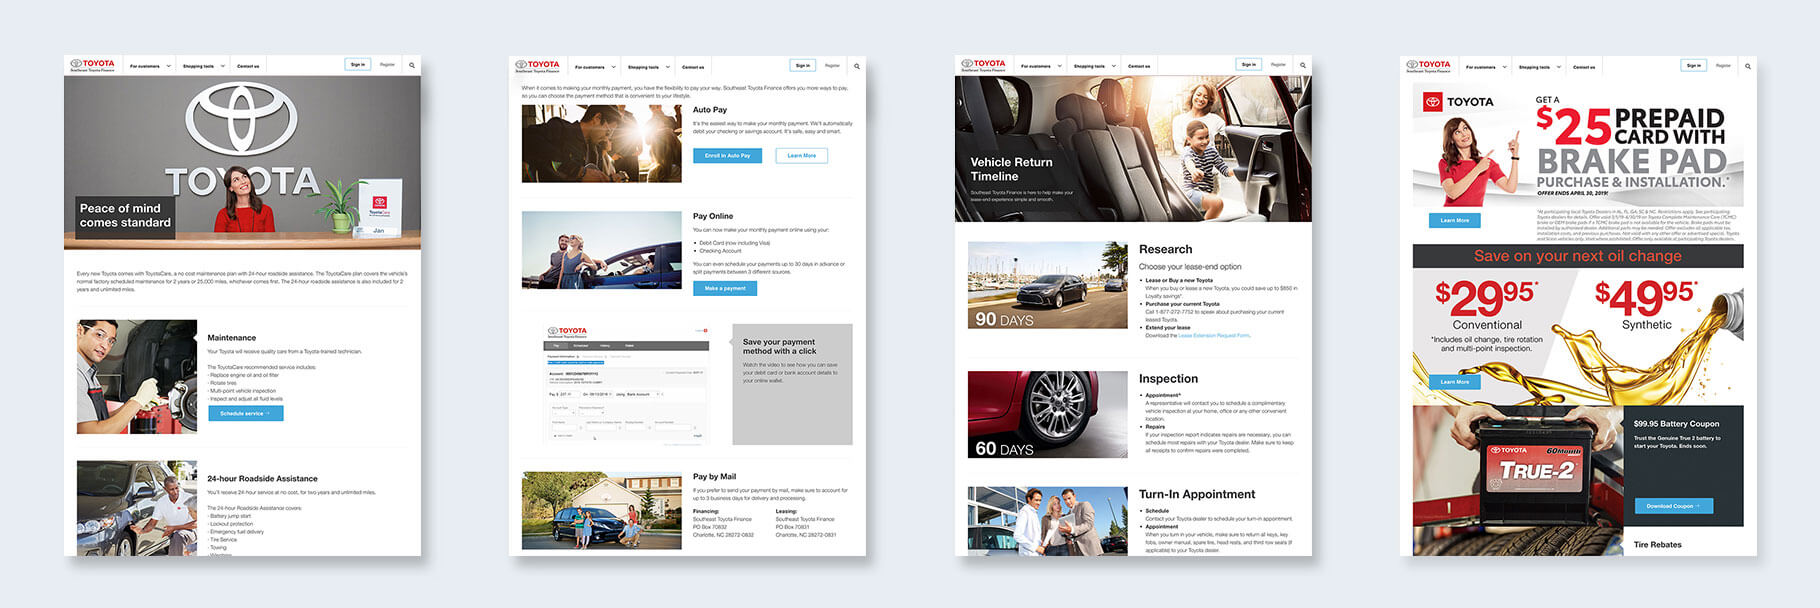 TOYOTA
Southeast Toyota Finance
For customers
Shopping tools
Contact us
Sign in
Register
TOYOTA
Peace of mind
comes standard
ToyotaCare
Jan
Every new Toyota comes with ToyotaCare, a no cost maintenance plan with 24-hour roadside assistance. The ToyotaCare plan covers the vehicle's
normal factory scheduled maintenance for 2 years or 25,000 miles, whichever comes first. The 24-hour roadside assistance is also included for 2
years and unlimited miles.
Maintenance
Your Toyota will receive quality care from a Toyota-trained technician.
The ToyotaCare recommended service includes:
- Replace engine oil and oil filter
- Rotate tires
- Multi-point vehicle inspection
- Inspect and adjust all fluid levels
Schedule service →
24-hour Roadside Assistance
You'll receive 24-hour service at no cost, for two years and unlimited miles.
The 24-hour Roadside Assistance covers:
- Battery jump start
- Lockout protection
- Emergency fuel delivery
- Tire Service
- Towing
TOYOTA
Southeast Toyota Finance
For customers
Shopping tools
Contact us
Sign in
Register
When it comes to making your monthly payment, you have the flexibility to pay your way. Southeast Toyota Finance offers you more ways to pay,
so you can choose the payment method that is convenient to your lifestyle.
Auto Pay
It's the easiest way to make your monthly payment. We'll automatically
debit your checking or savings account. It's safe, easy and smart.
Enroll in Auto Pay
Learn More
Pay Online
You can now make your monthly payment online using your:
• Debit Card (now including Visa)
• Checking Account
You can even schedule your payments up to 30 days in advance or
split payments between 3 different sources.
Make a payment
TOYOTA
Southeast Toyota Finance
Save your payment
method with a click
Watch the video to see how you can save
your debit card or bank account details to
your online wallet.
Pay by Mail
If you prefer to send your payment by mail, make sure to account for
up to 3 business days for delivery and processing.
Financing:
Southeast Toyota Finance
PO Box 70832
Charlotte, NC 28272-0832
Leasing:
Southeast Toyota Finance
PO Box 70831
Charlotte, NC 28272-0831
TOYOTA
Southeast Toyota Finance
For customers
Shopping tools
Contact us
Sign in
Register
Vehicle Return
Timeline
Southeast Toyota Finance is here to help make your
lease-end experience simple and smooth.
90 DAYS
Research
Choose your lease-end option
• Lease or Buy a new Toyota
When you buy or lease a new Toyota, you could save up to $650 in
Loyalty savings*
• Purchase your current Toyota
Call 1-877-272-7752 to speak about purchasing your current
leased Toyota.
• Extend your lease
Download the Lease Extension Request Form.
60 DAYS
Inspection
• Appointment^
A representative will contact you to schedule a complimentary
vehicle inspection at your home, office or any other convenient
location.
• Repairs
If your inspection report indicates repairs are necessary, you can
schedule most repairs with your Toyota dealer. Make sure to keep
all receipts to confirm repairs were completed.
Turn-In Appointment
• Schedule
Contact your Toyota dealer to schedule your turn-in appointment.
• Appointment
When you turn in your vehicle, make sure to return all keys, key
fobs, owner manual, spare tire, head rests, and third row seats (if
applicable) to your Toyota dealer.
TOYOTA
Southeast Toyota Finance
For customers
Shopping tools
Contact us
Sign in
Register
TOYOTA
GET A
$25 PREPAID
CARD WITH
BRAKE PAD
PURCHASE & INSTALLATION.*
OFFER ENDS APRIL 30, 2019!
Learn More
Save on your next oil change
$29.95*
Conventional
$49.95*
Synthetic
*Includes oil change, tire rotation
and multi-point inspection.
Learn More
TOYOTA
60Month
TRUE-2
$99.95 Battery Coupon
Trust the Genuine True 2 battery to
start your Toyota. Ends soon.
Download Coupon →
Tire Rebates